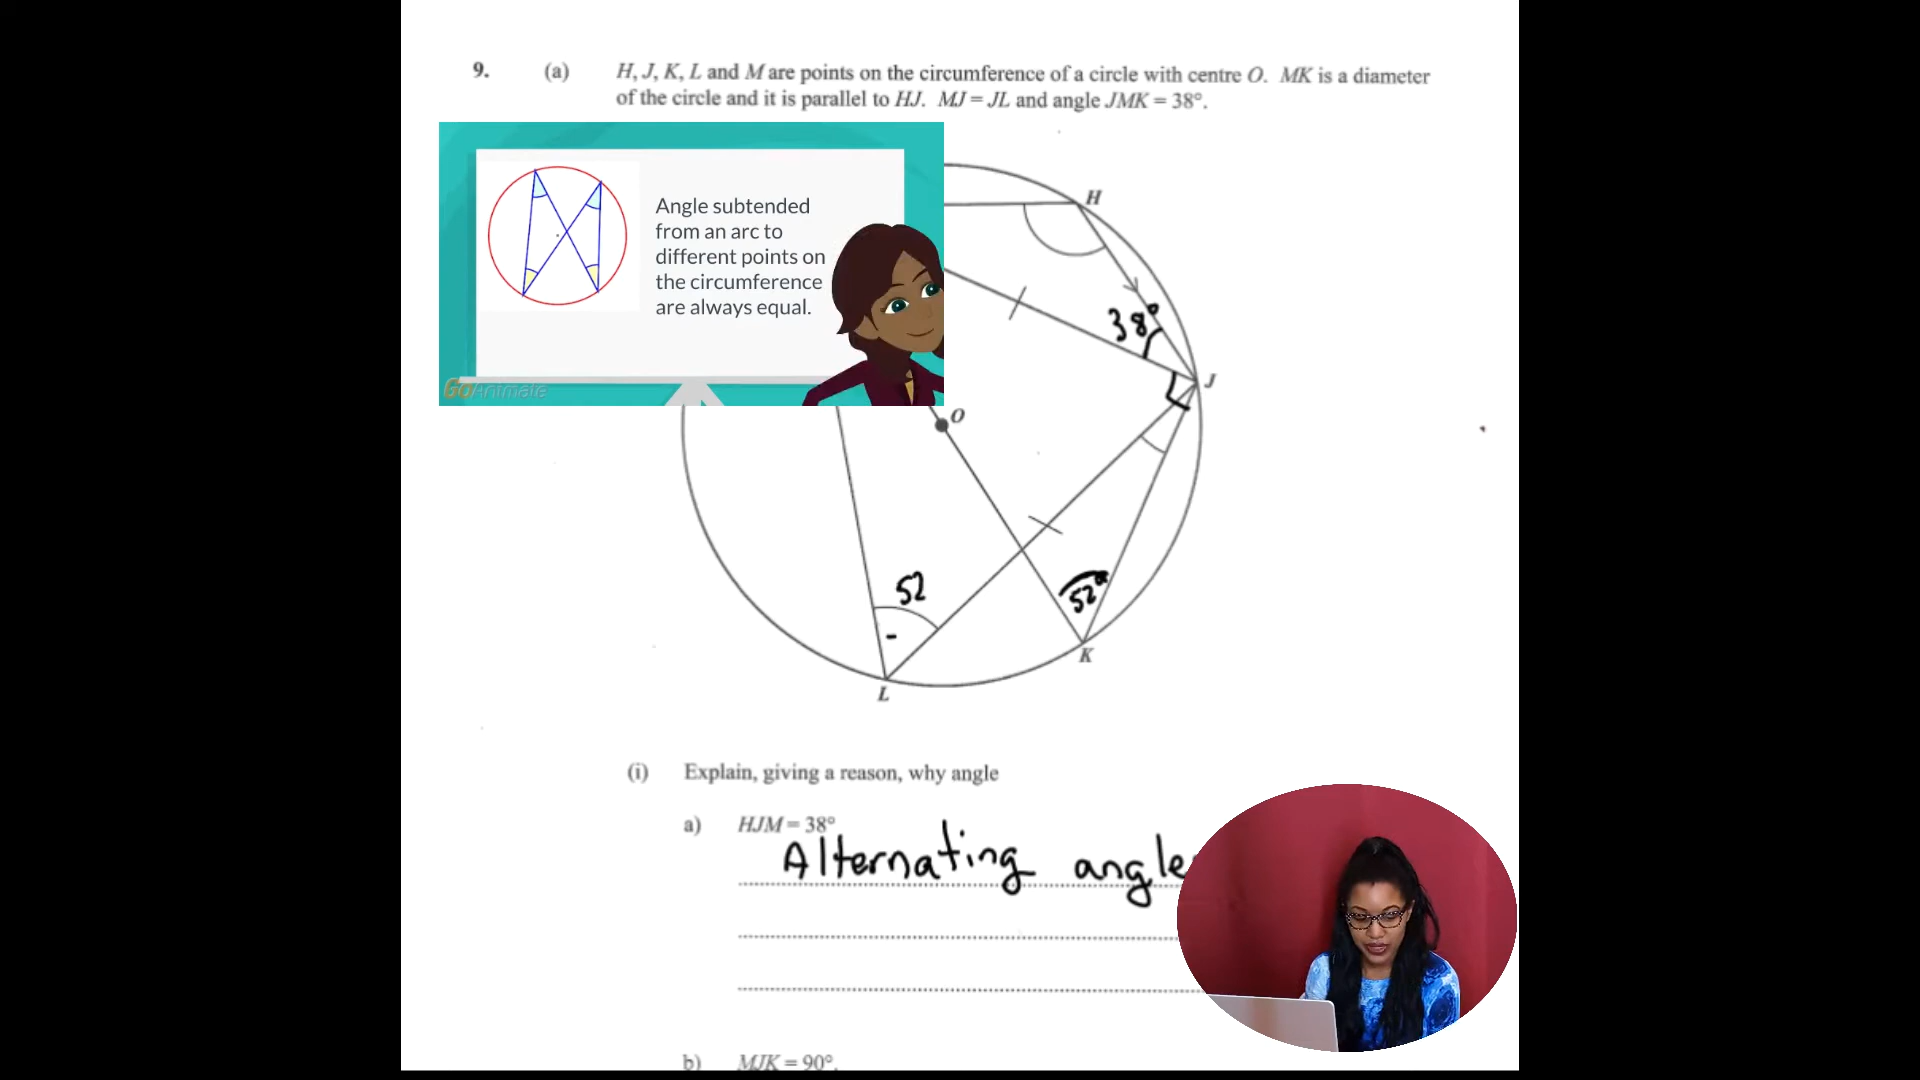 9. (a) H, J, K, L and M are points on the circumference of a circle with centre O. MK is a diameter
of the circle and it is parallel to HJ. MJ = JL and angle JMK = 38°.
Angle subtended
from an arc to
different points on
the circumference
are always equal.
GoAnimate
H
38°
J
O
52
52°
K
L
(i) Explain, giving a reason, why angle
a) HJM = 38°
Alternating angle
b) MJK = 90°.